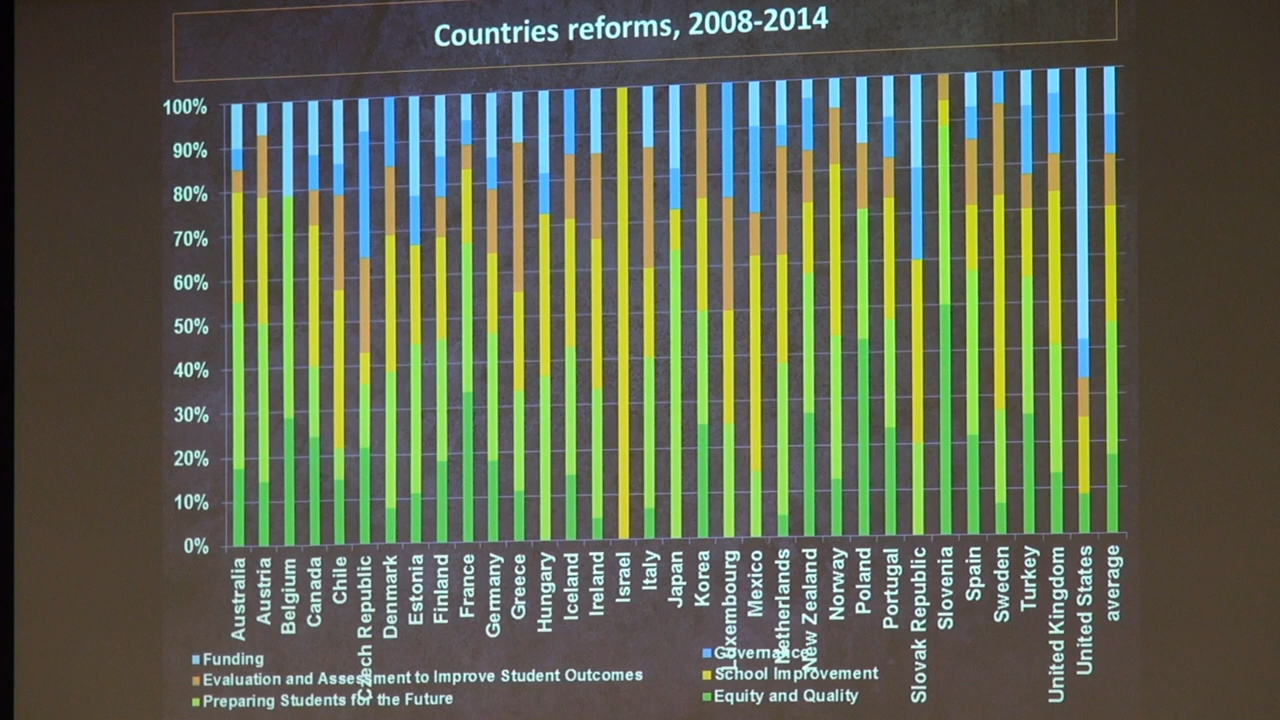 Countries reforms, 2008-2014
100%
90%
80%
70%
60%
50%
40%
30%
20%
10%
0%
Australia
Austria
Belgium
Canada
Chile
Czech Republic
Denmark
Estonia
Finland
France
Germany
Greece
Hungary
Iceland
Ireland
Israel
Italy
Japan
Korea
Luxembourg
Mexico
Netherlands
New Zealand
Norway
Poland
Portugal
Slovak Republic
Slovenia
Spain
Sweden
Turkey
United Kingdom
United States
average
Funding
Governance
Evaluation and Assessment to Improve Student Outcomes
School Improvement
Preparing Students for the Future
Equity and Quality